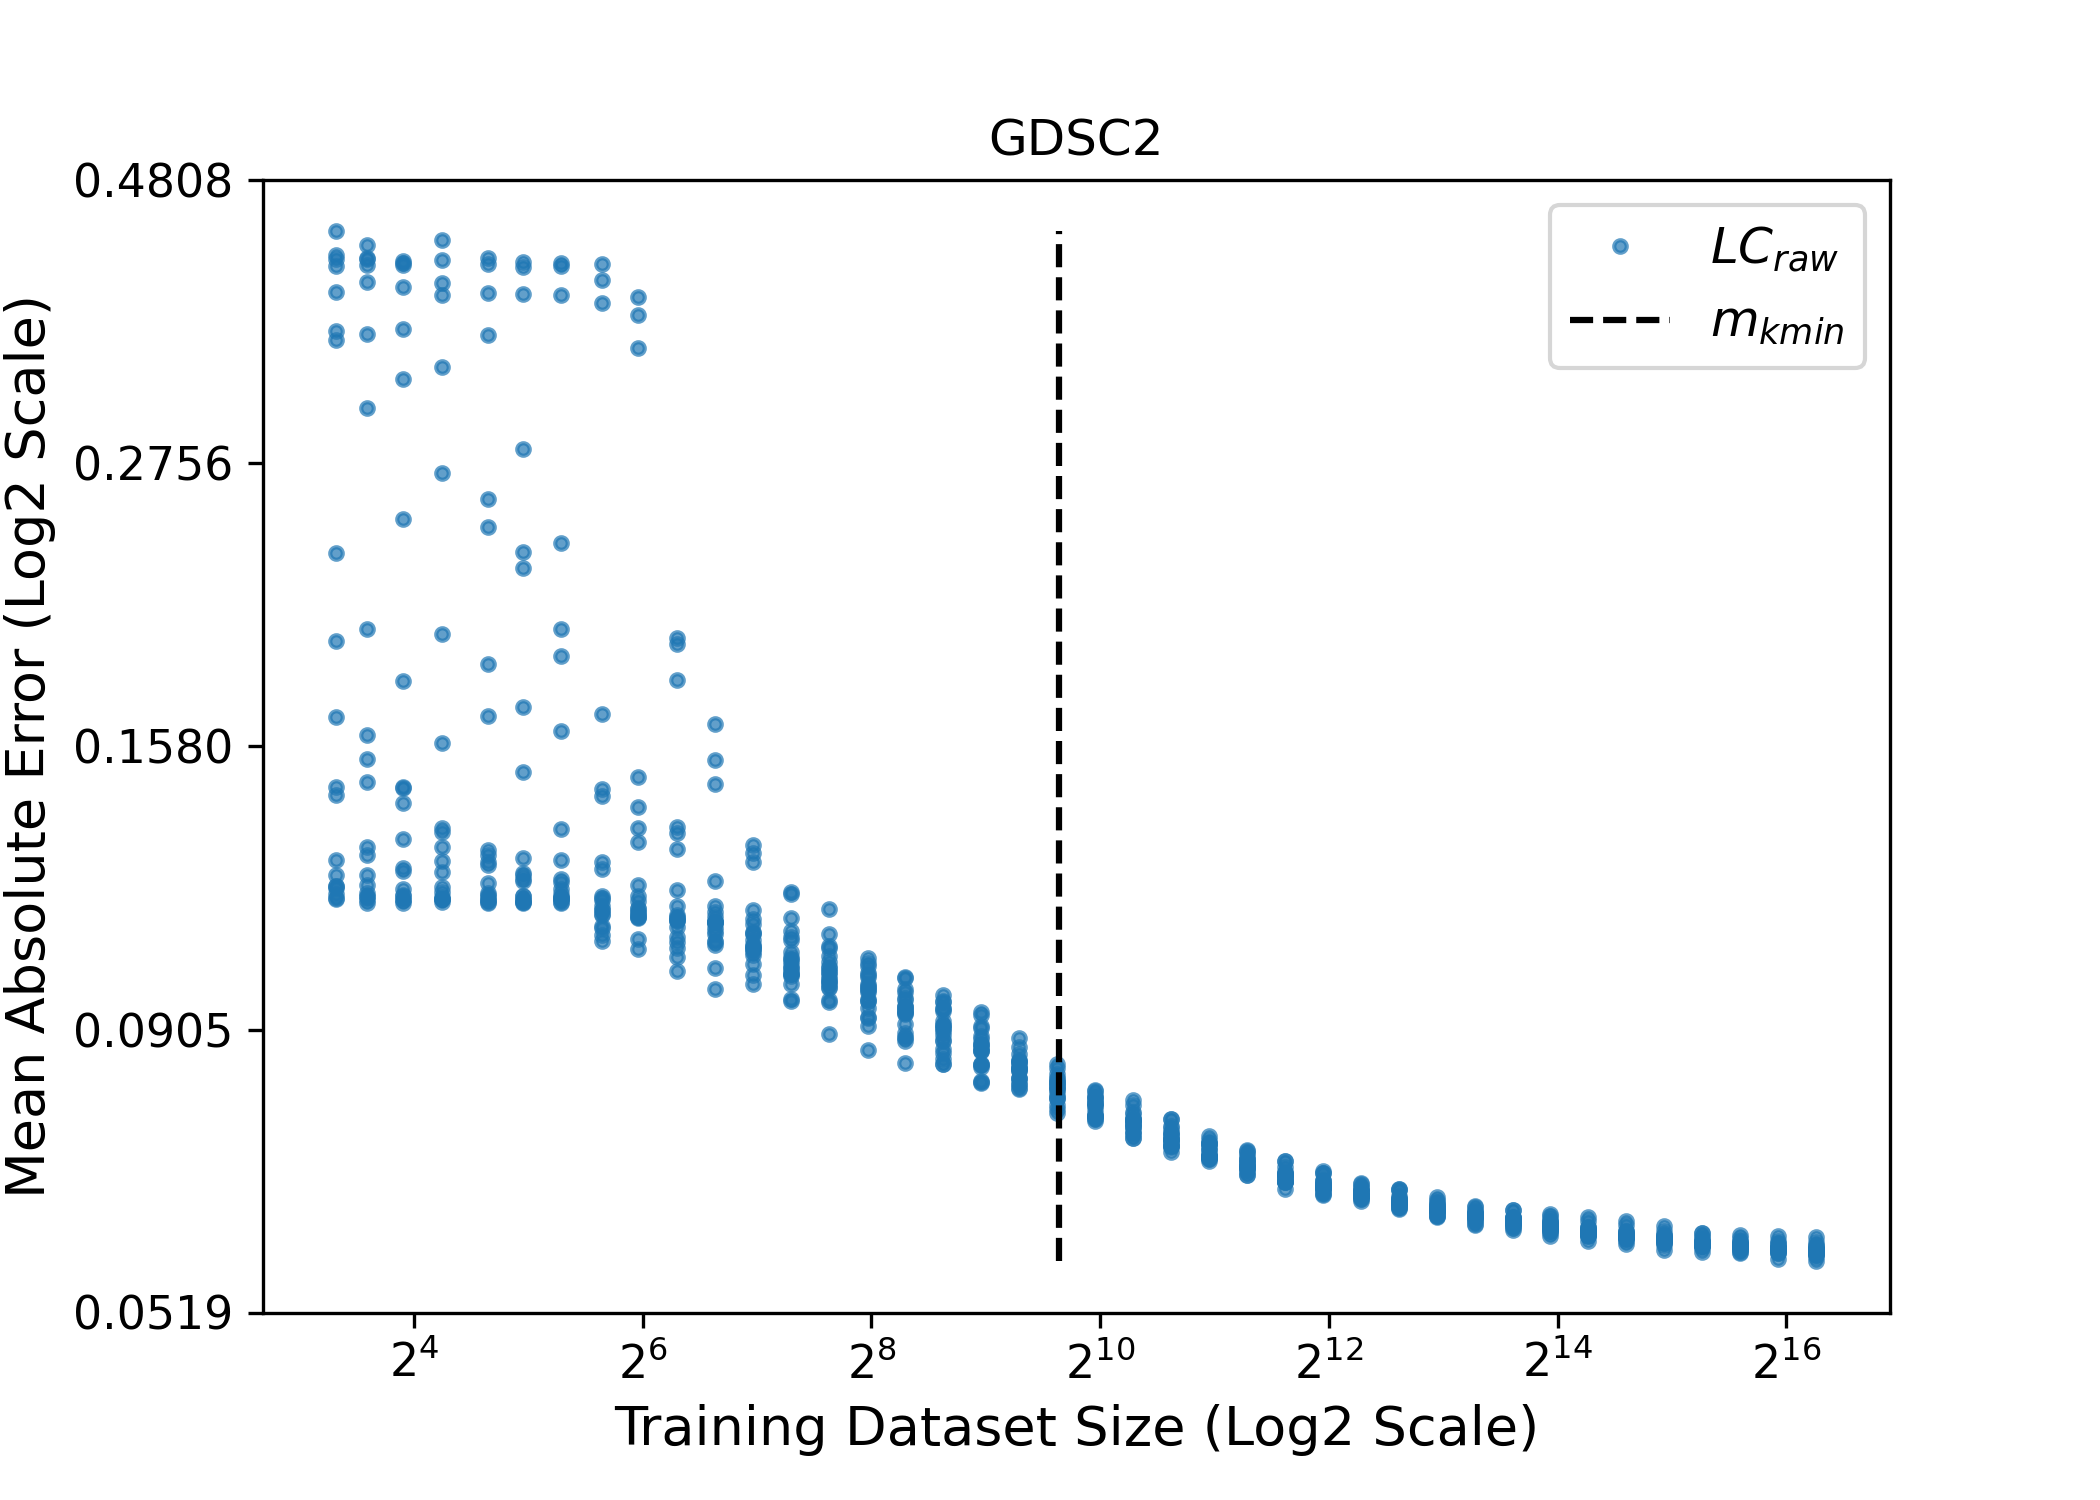 GDSC2
Mean Absolute Error (Log2 Scale)
0.4808
0.2756
0.1580
0.0905
0.0519
LC_raw
m_kmin
2^4 2^6 2^8 2^10 2^12 2^14 2^16
Training Dataset Size (Log2 Scale)